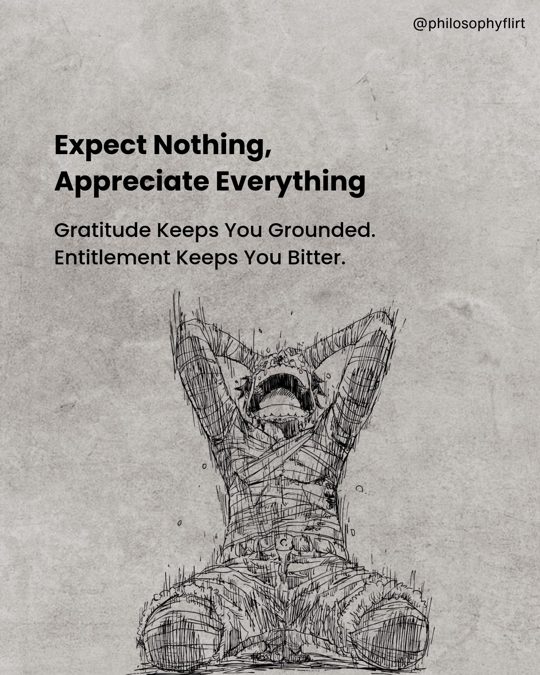 @philosophyflirt
Expect Nothing,
Appreciate Everything
Gratitude Keeps You Grounded.
Entitlement Keeps You Bitter.